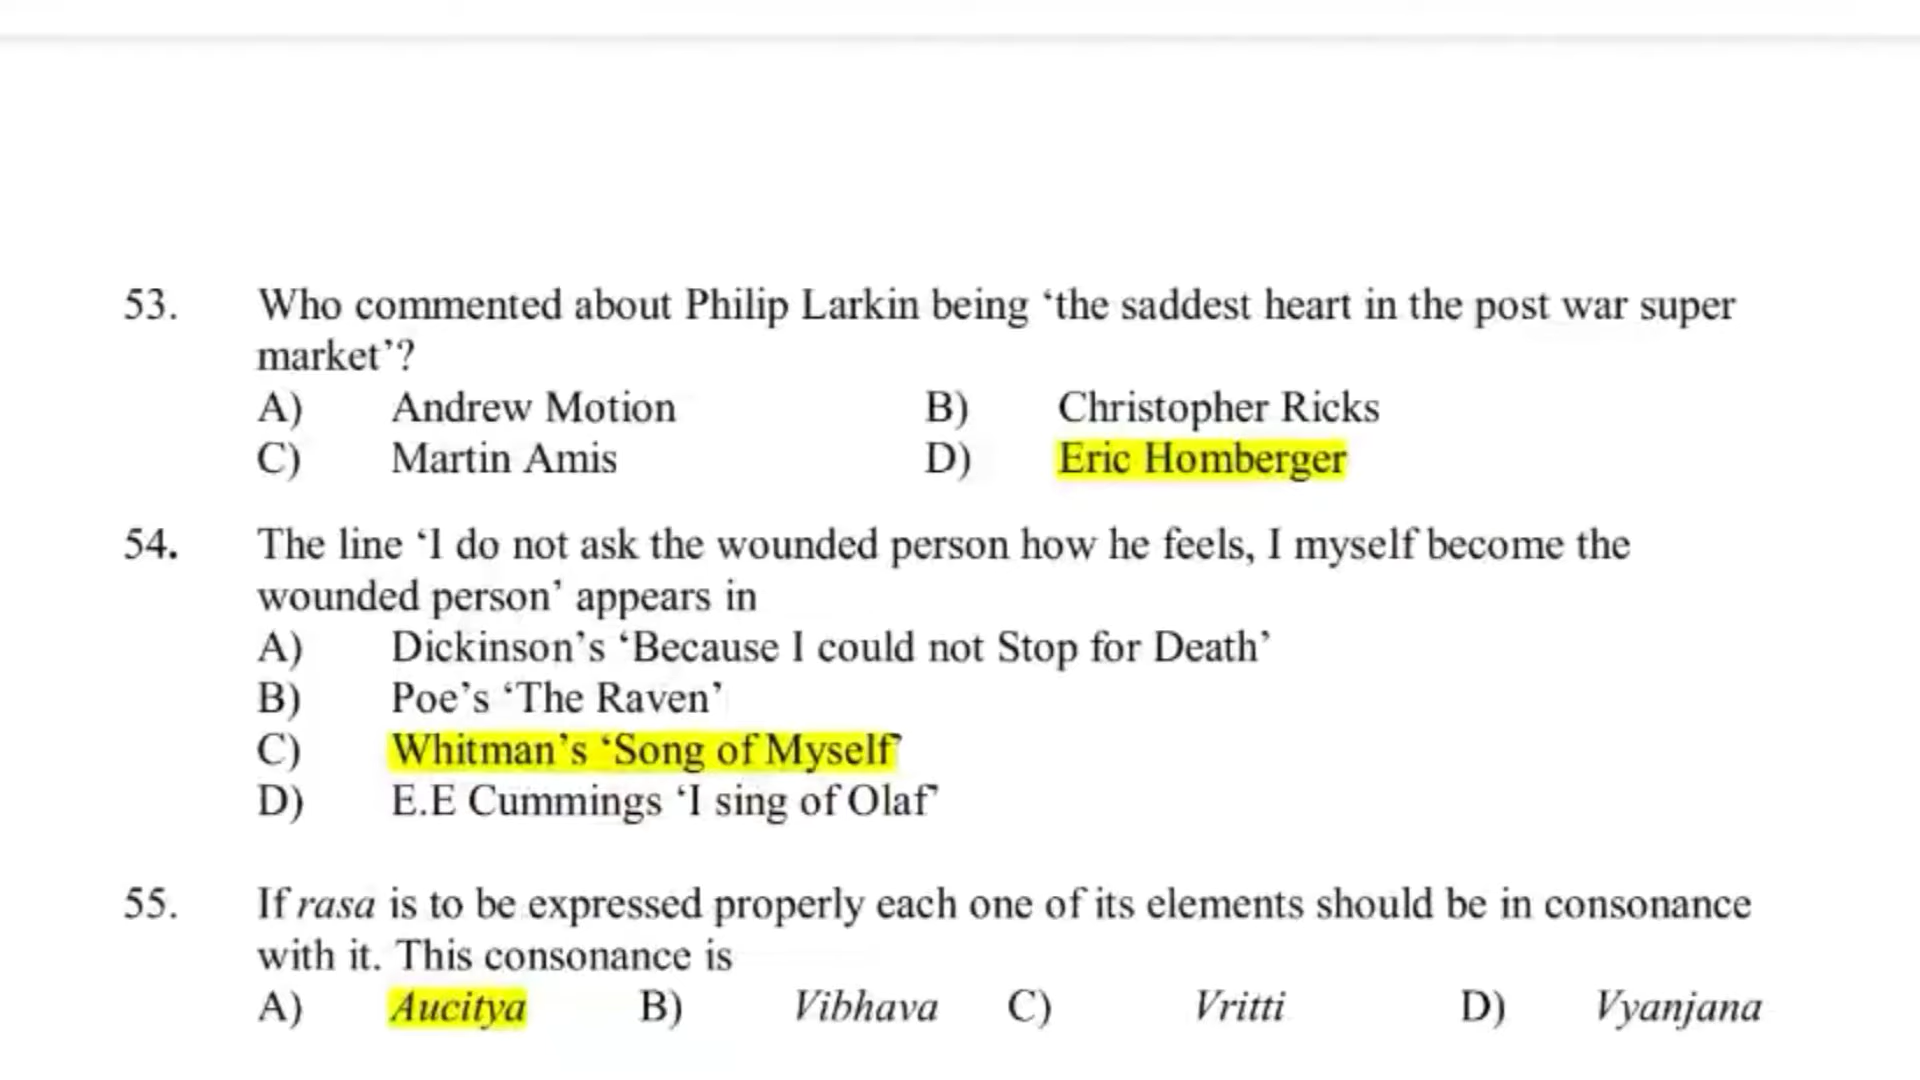 53. Who commented about Philip Larkin being ‘the saddest heart in the post war super
market’?
A) Andrew Motion B) Christopher Ricks
C) Martin Amis D) Eric Homberger
54. The line ‘I do not ask the wounded person how he feels, I myself become the
wounded person’ appears in
A) Dickinson’s ‘Because I could not Stop for Death’
B) Poe’s ‘The Raven’
C) Whitman’s ‘Song of Myself’
D) E.E Cummings ‘I sing of Olaf’
55. If rasa is to be expressed properly each one of its elements should be in consonance
with it. This consonance is
A) Aucitya B) Vibhava C) Vritti D) Vyanjana